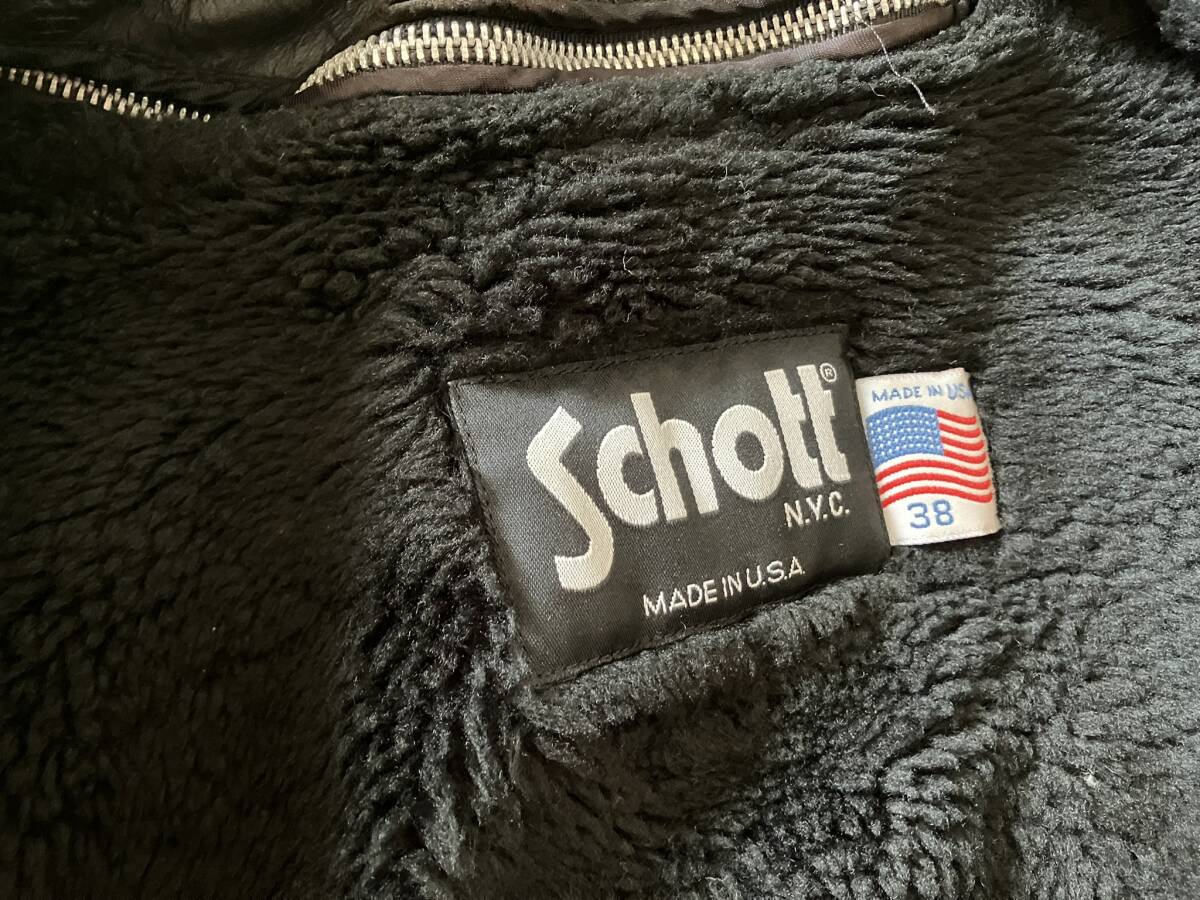 Schott®
N.Y.C.
MADE IN U.S.A.
MADE IN USA
38